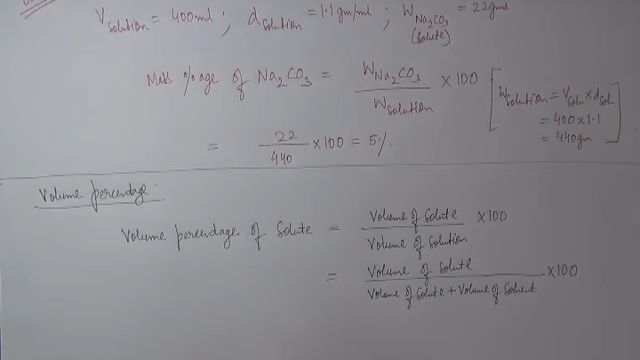 V solution = 400ml ; d solution = 1.1 gm/ml ; W Na2CO3 (solute) = 22gms
Mass %age of Na2CO3 = W Na2CO3 / W solution × 100
[W solution = V soln × d soln
= 400 × 1.1
= 440gm]
= 22 / 440 × 100 = 5%.
Volume percentage:
Volume percentage of Solute = Volume of Solute / Volume of Solution × 100
= Volume of Solute / Volume of Solute + Volume of Solvent × 100